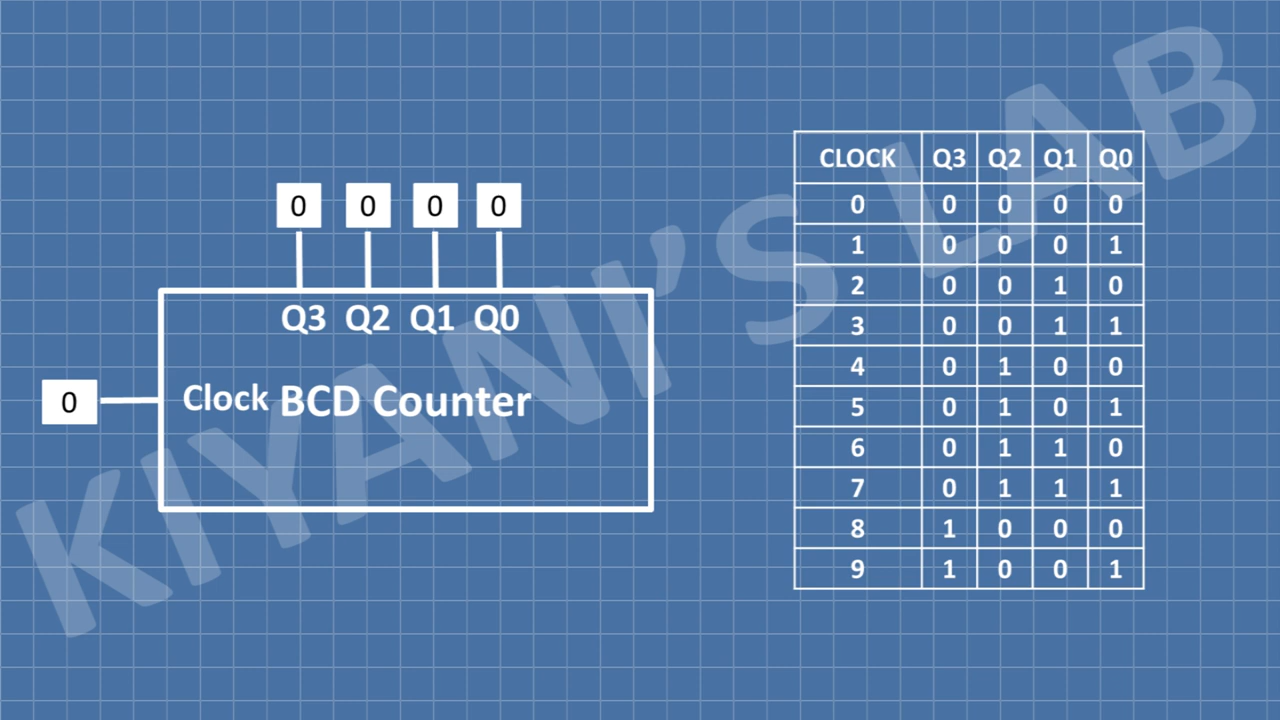 0 0 0 0
Q3 Q2 Q1 Q0
0
Clock BCD Counter
CLOCK Q3 Q2 Q1 Q0
0 0 0 0 0
1 0 0 0 1
2 0 0 1 0
3 0 0 1 1
4 0 1 0 0
5 0 1 0 1
6 0 1 1 0
7 0 1 1 1
8 1 0 0 0
9 1 0 0 1
KIYANI'S LAB